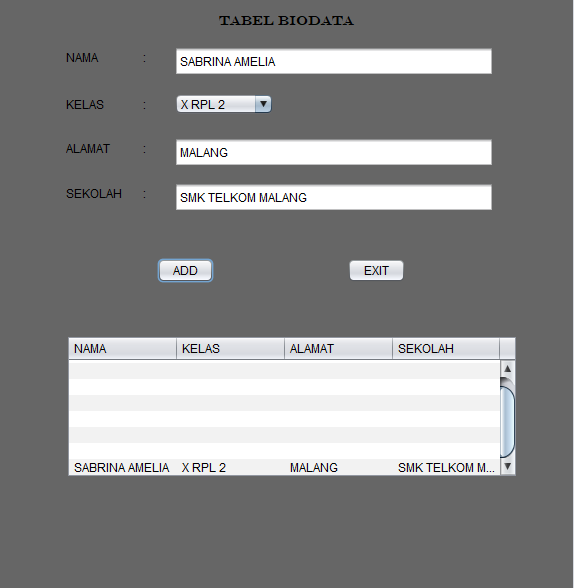 TABEL BIODATA
NAMA : SABRINA AMELIA
KELAS : X RPL 2
ALAMAT : MALANG
SEKOLAH : SMK TELKOM MALANG
ADD EXIT
NAMA KELAS ALAMAT SEKOLAH
SABRINA AMELIA X RPL 2 MALANG SMK TELKOM M...